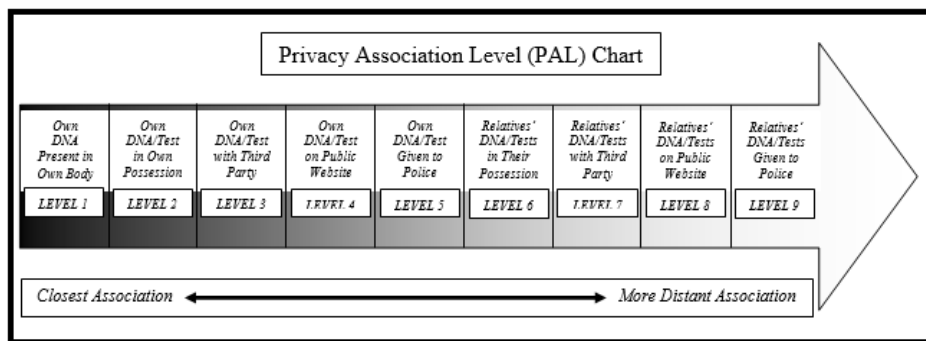 Privacy Association Level (PAL) Chart
Own
DNA
Present in
Own Body
LEVEL 1
Own
DNA/Test
in Own
Possession
LEVEL 2
Own
DNA/Test
with Third
Party
LEVEL 3
Own
DNA/Test
on Public
Website
LEVEL 4
Own
DNA/Test
Given to
Police
LEVEL 5
Relatives'
DNA/Tests
in Their
Possession
LEVEL 6
Relatives'
DNA/Tests
with Third
Party
LEVEL 7
Relatives'
DNA/Tests
on Public
Website
LEVEL 8
Relatives'
DNA/Tests
Given to
Police
LEVEL 9
Closest Association
More Distant Association